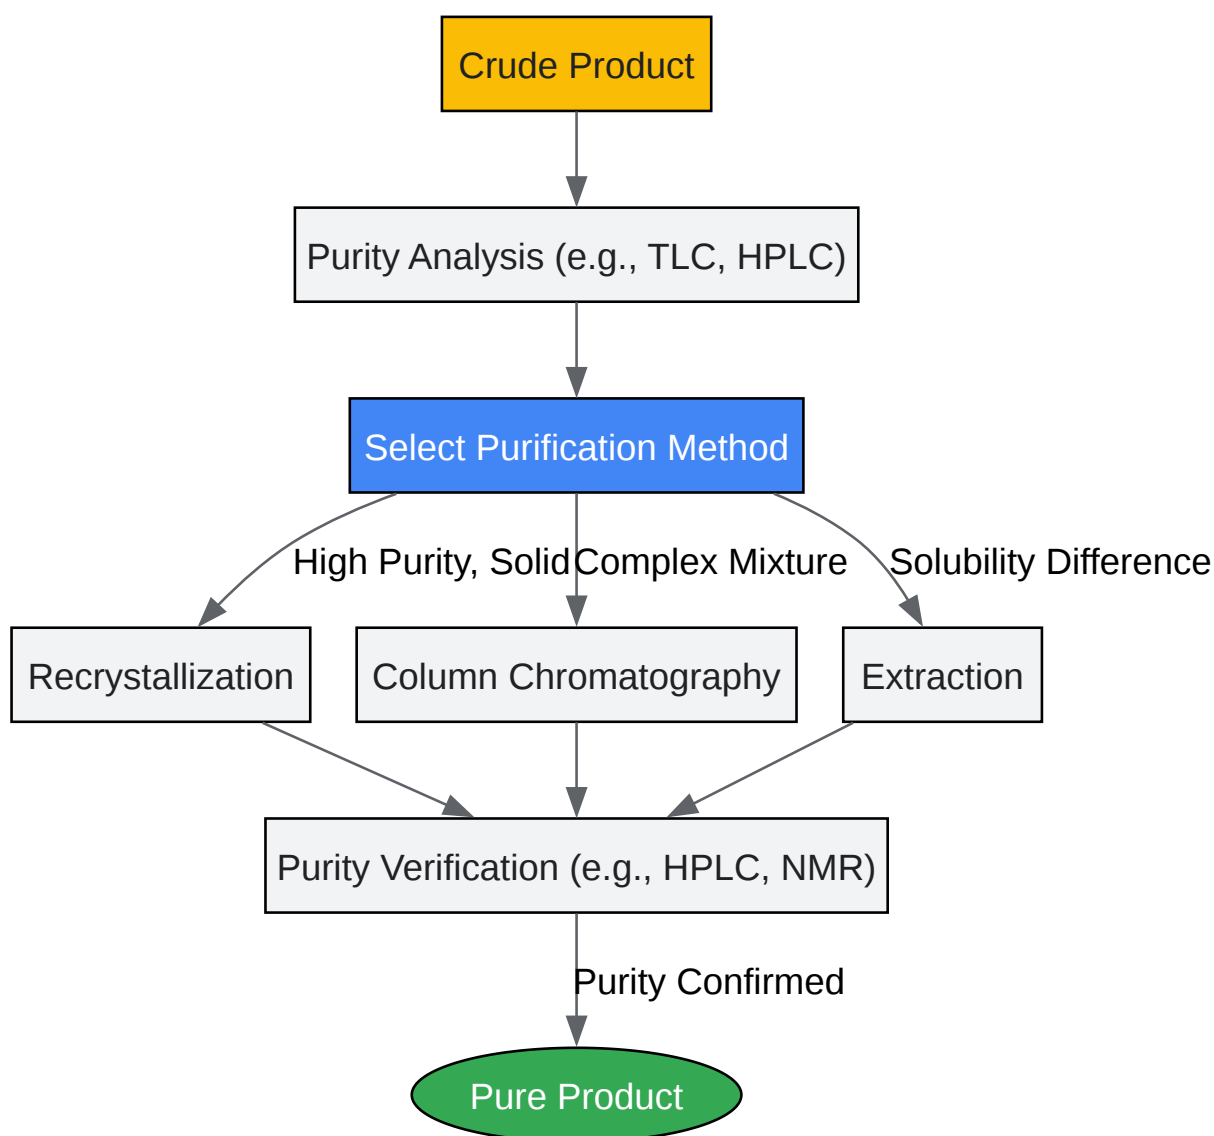 Crude Product
Purity Analysis (e.g., TLC, HPLC)
Select Purification Method
High Purity, Solid
Complex Mixture
Solubility Difference
Recrystallization
Column Chromatography
Extraction
Purity Verification (e.g., HPLC, NMR)
Purity Confirmed
Pure Product